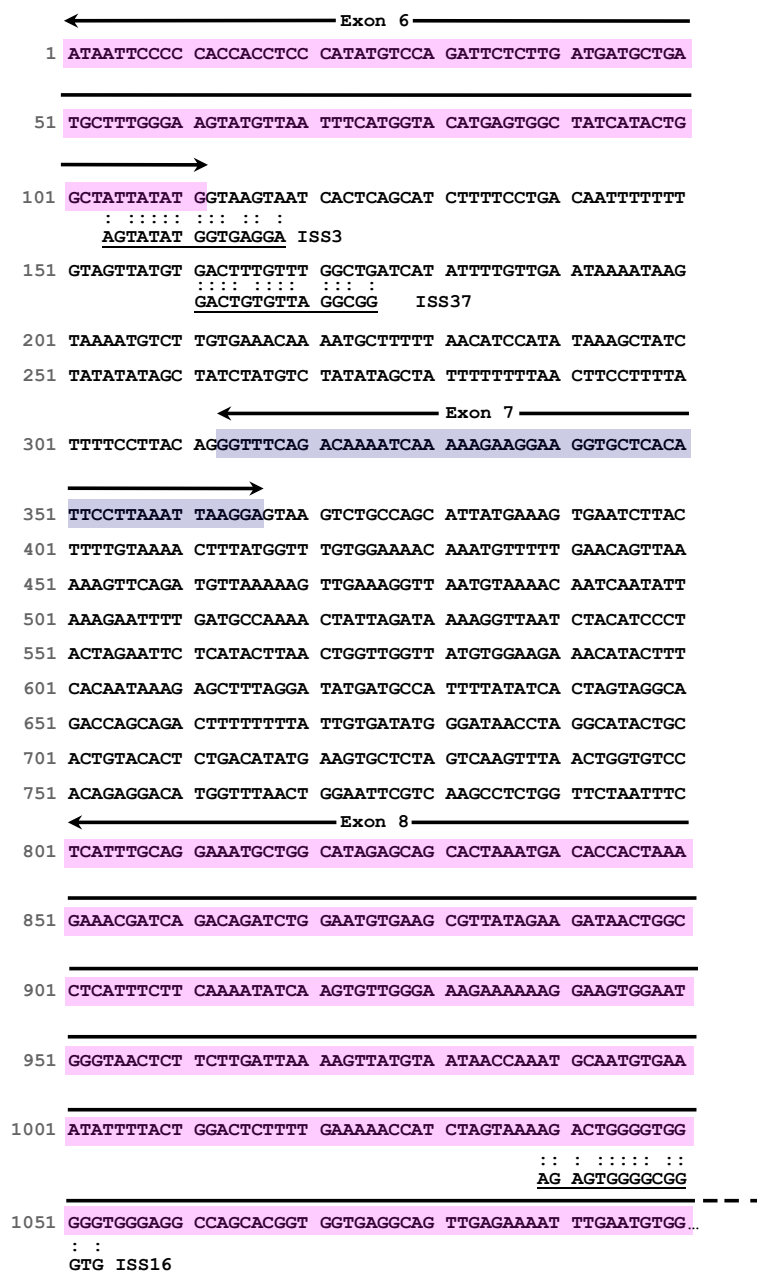 Exon 6
1 ATAATTCCCC CACCACCTCC CATATGTCCA GATTCTCTTG ATGATGCTGA
51 TGCTTTGGGA AGTATGTTAA TTTCATGGTA CATGAGTGGC TATCATACTG
101 GCTATTATAT GGTAAGTAAT CACTCAGCAT CTTTTCCTGA CAATTTTTTT
: ::::: ::: :: :
AGTATAT GGTGAGGA ISS3
151 GTAGTTATGT GACTTTGTTT GGCTGATCAT ATTTTGTTGA ATAAAATAAG
:::: :::: ::: :
GACTGTGTTA GGCGG ISS37
201 TAAAATGTCT TGTGAAACAA AATGCTTTTT AACATCCATA TAAAGCTATC
251 TATATATAGC TATCTATGTC TATATAGCTA TTTTTTTTAA CTTCCTTTTA
Exon 7
301 TTTTCCTTAC AGGGTTTCAG ACAAAATCAA AAAGAAGGAA GGTGCTCACA
351 TTCCTTAAAT TAAGGAGTAA GTCTGCCAGC ATTATGAAAG TGAATCTTAC
401 TTTTGTAAAA CTTTATGGTT TGTGGAAAAC AAATGTTTTT GAACAGTTAA
451 AAAGTTCAGA TGTTAAAAAG TTGAAAGGTT AATGTAAAAC AATCAATATT
501 AAAGAATTTT GATGCCAAAA CTATTAGATA AAAGGTTAAT CTACATCCCT
551 ACTAGAATTC TCATACTTAA CTGGTTGGTT ATGTGGAAGA AACATACTTT
601 CACAATAAAG AGCTTTAGGA TATGATGCCA TTTTATATCA CTAGTAGGCA
651 GACCAGCAGA CTTTTTTTTA TTGTGATATG GGATAACCTA GGCATACTGC
701 ACTGTACACT CTGACATATG AAGTGCTCTA GTCAAGTTTA ACTGGTGTCC
751 ACAGAGGACA TGGTTTAACT GGAATTCGTC AAGCCTCTGG TTCTAATTTC
Exon 8
801 TCATTTGCAG GAAATGCTGG CATAGAGCAG CACTAAATGA CACCACTAAA
851 GAAACGATCA GACAGATCTG GAATGTGAAG CGTTATAGAA GATAACTGGC
901 CTCATTTCTT CAAAATATCA AGTGTTGGGA AAGAAAAAAG GAAGTGGAAT
951 GGGTAACTCT TCTTGATTAA AAGTTATGTA ATAACCAAAT GCAATGTGAA
1001 ATATTTTACT GGACTCTTTT GAAAAACCAT CTAGTAAAAG ACTGGGGTGG
:: : ::::: ::
AG AGTGGGGCGG
1051 GGGTGGGAGG CCAGCACGGT GGTGAGGCAG TTGAGAAAAT TTGAATGTGG…
: :
GTG ISS16